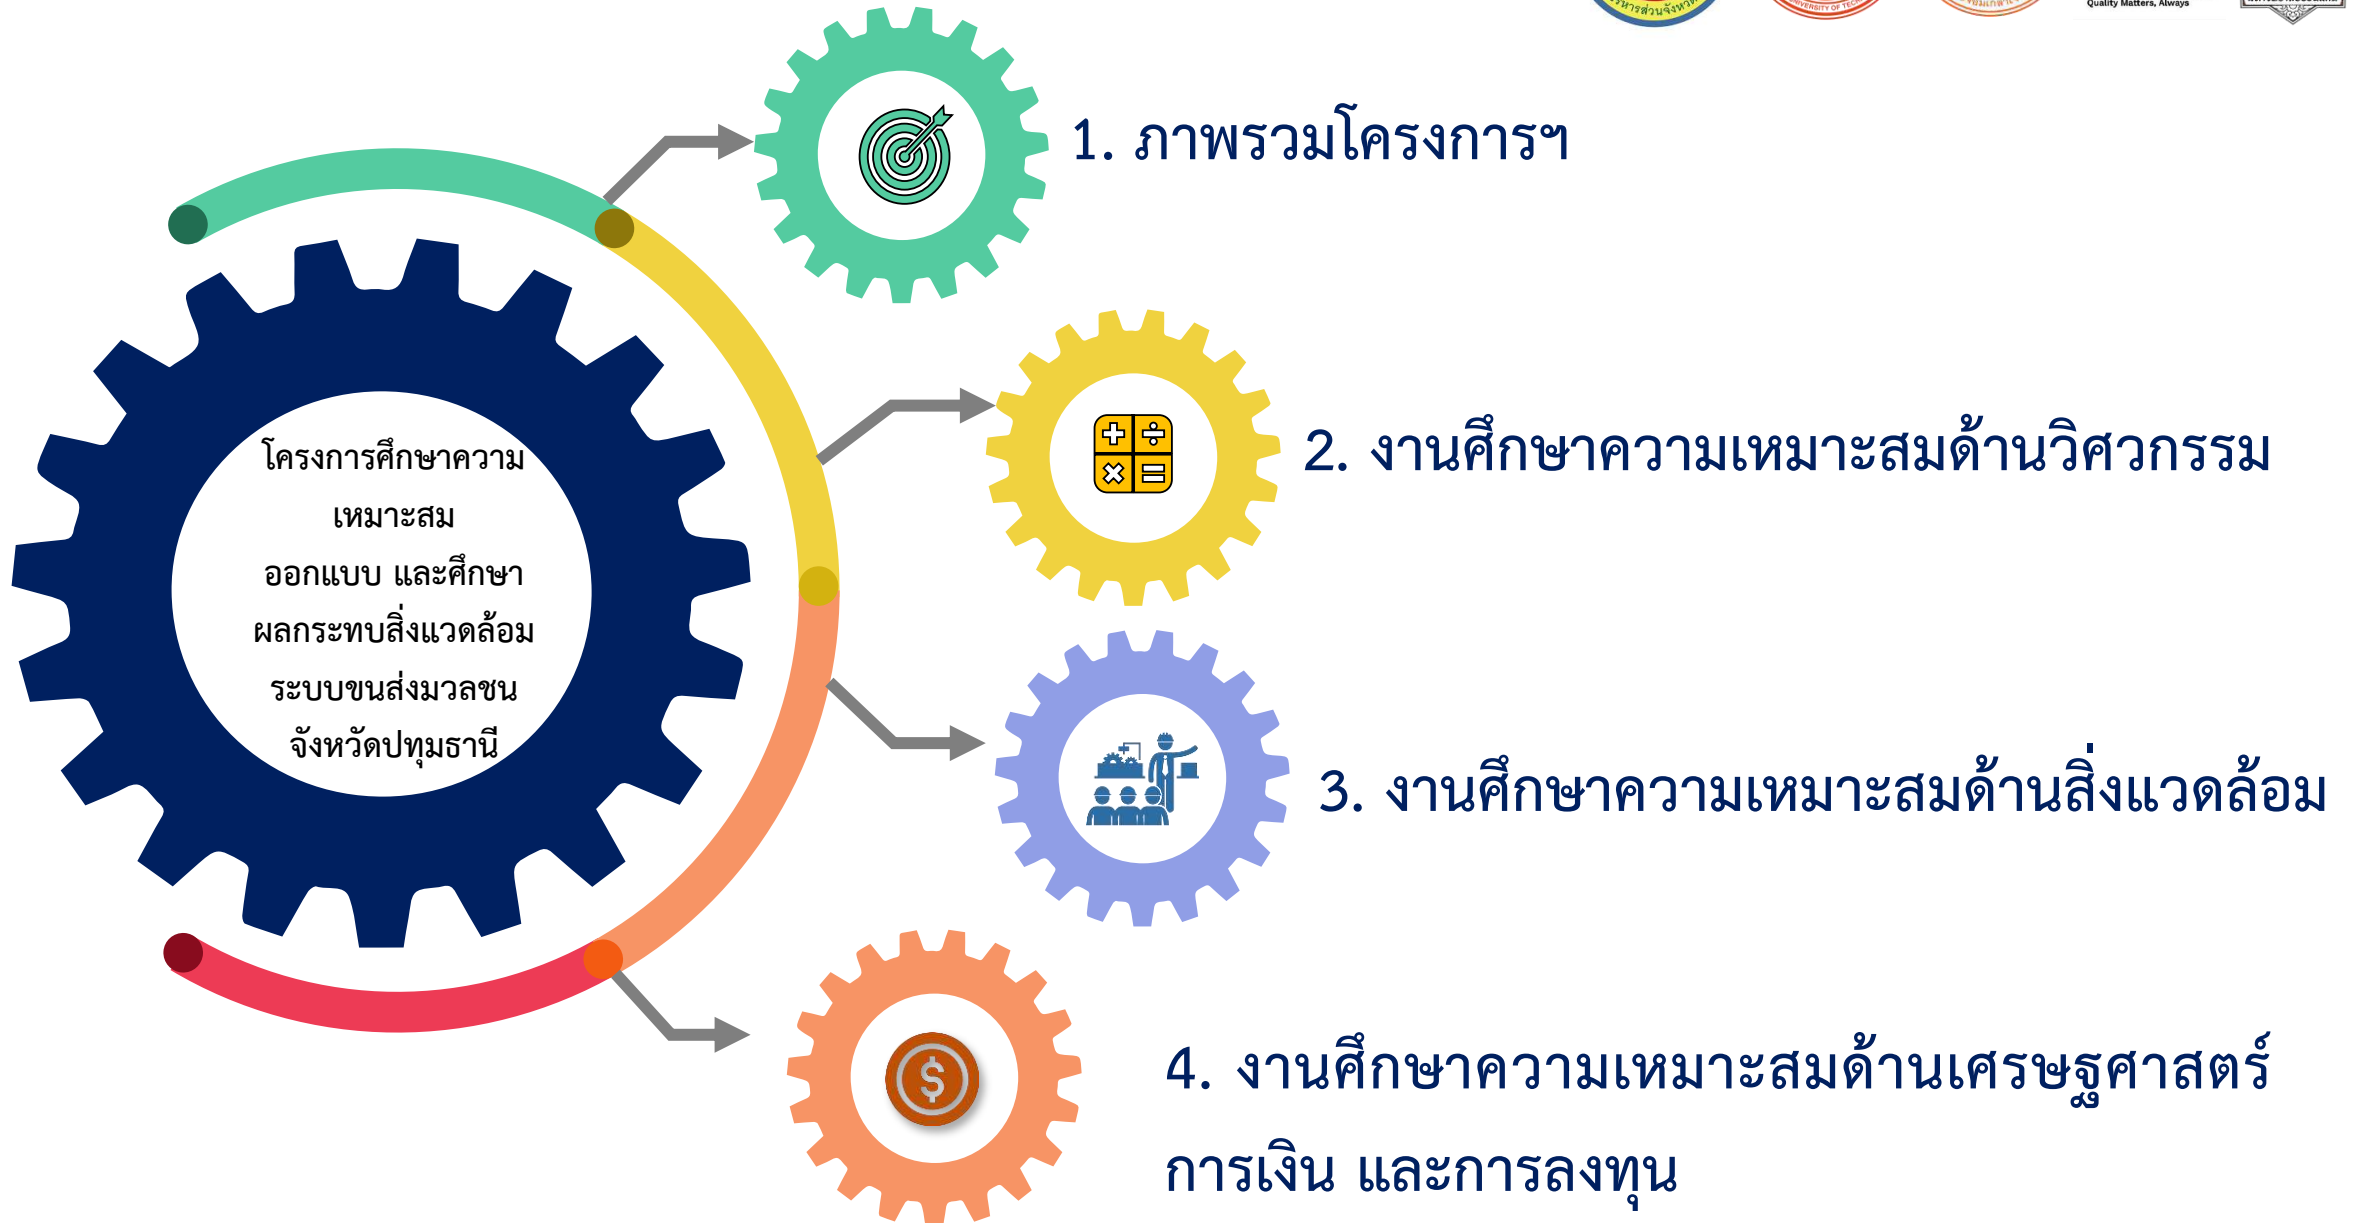 Quality Matters, Always
1. ภาพรวมโครงการฯ
2. งานศึกษาความเหมาะสมด้านวิศวกรรม
โครงการศึกษาความ
เหมาะสม
ออกแบบ และศึกษา
ผลกระทบสิ่งแวดล้อม
ระบบขนส่งมวลชน
จังหวัดปทุมธานี
3. งานศึกษาความเหมาะสมด้านสิ่งแวดล้อม
4. งานศึกษาความเหมาะสมด้านเศรษฐศาสตร์
การเงิน และการลงทุน